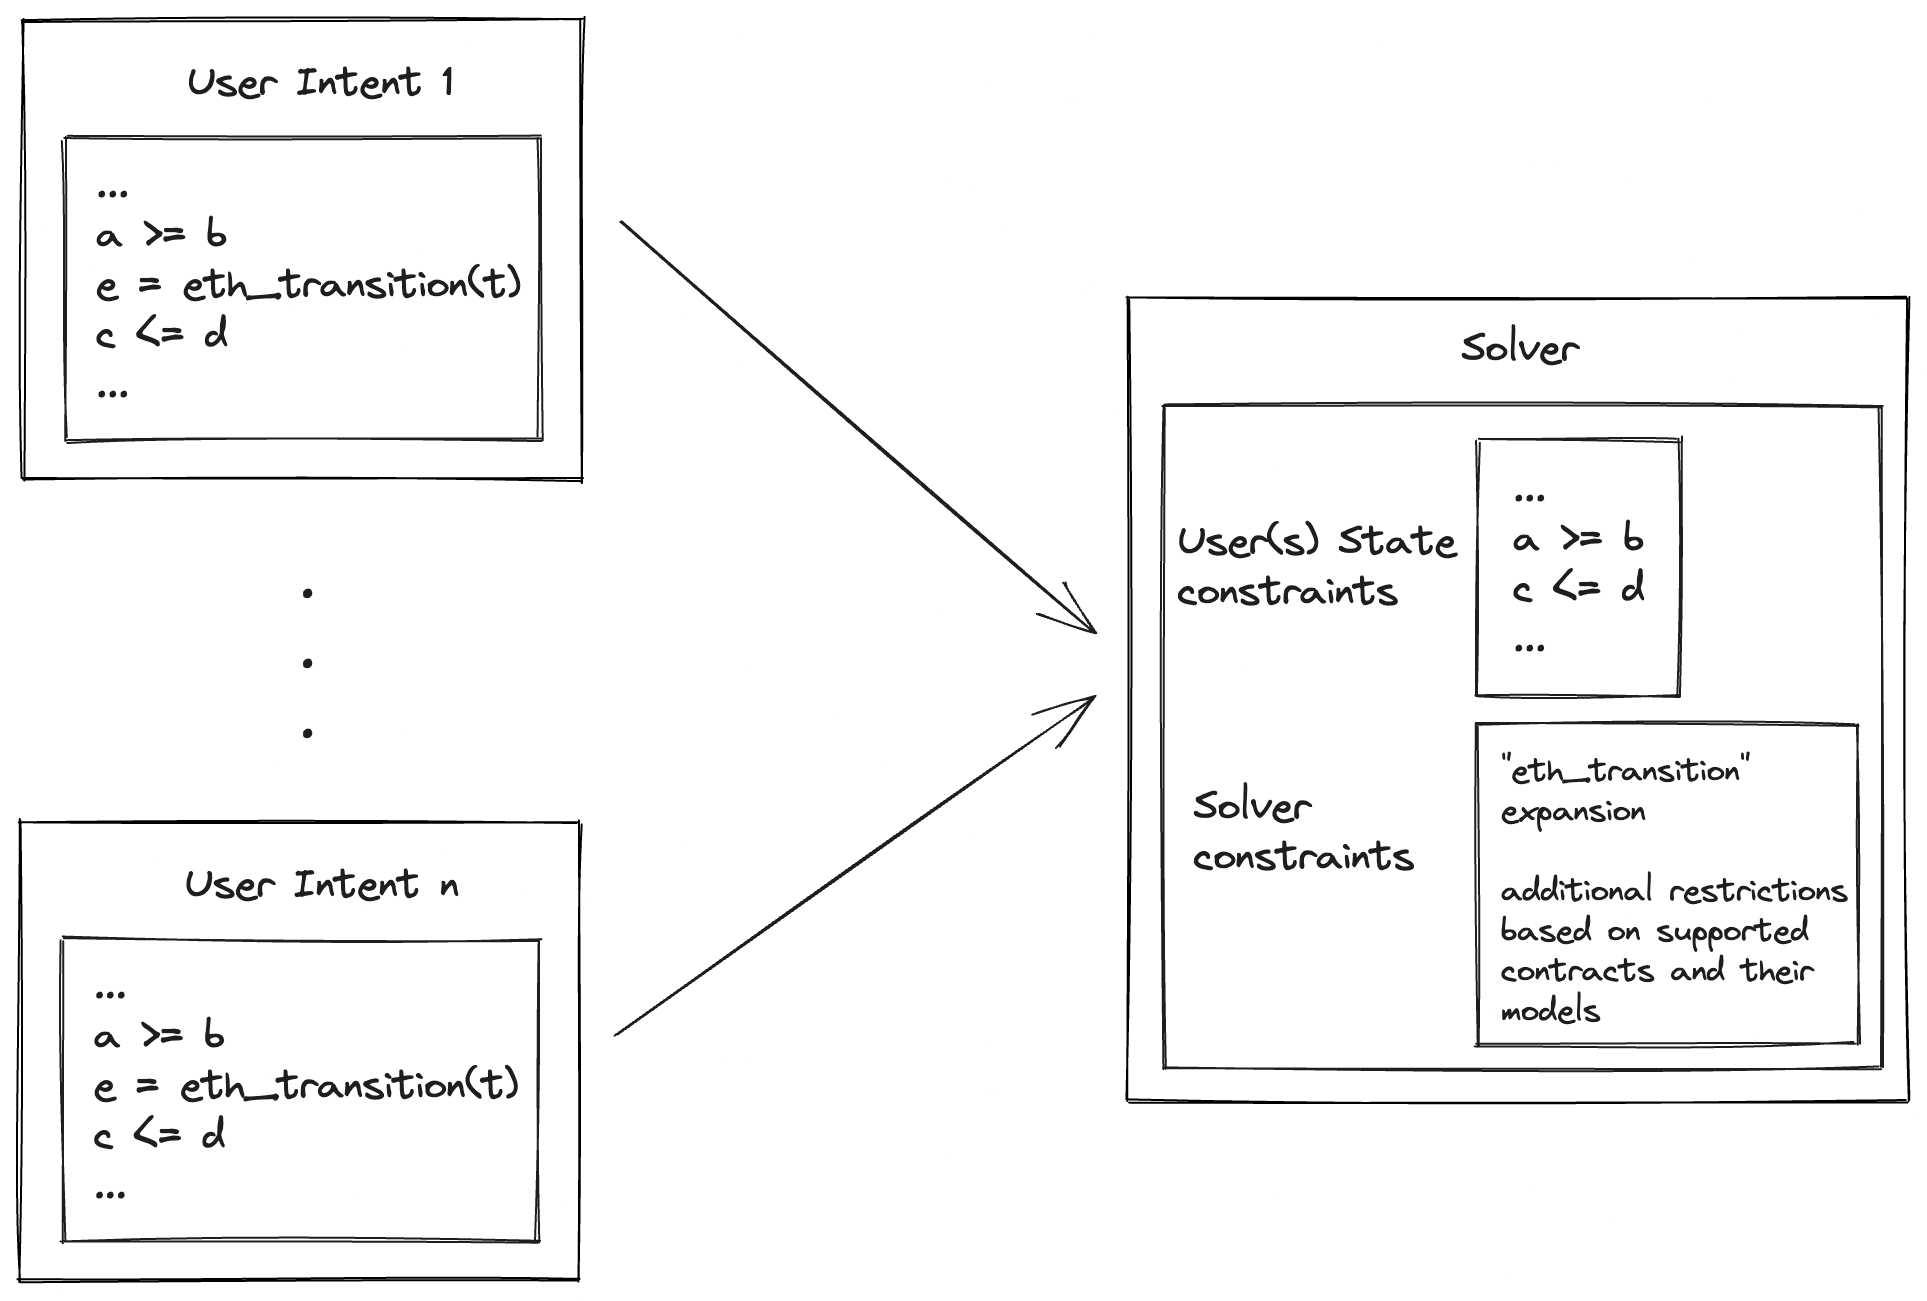 User Intent 1
...
a >= b
e = eth_transition(t)
c <= d
...
User Intent n
...
a >= b
e = eth_transition(t)
c <= d
...
Solver
User(s) State
constraints
...
a >= b
c <= d
...
Solver
constraints
"eth_transition"
expansion
additional restrictions
based on supported
contracts and their
models